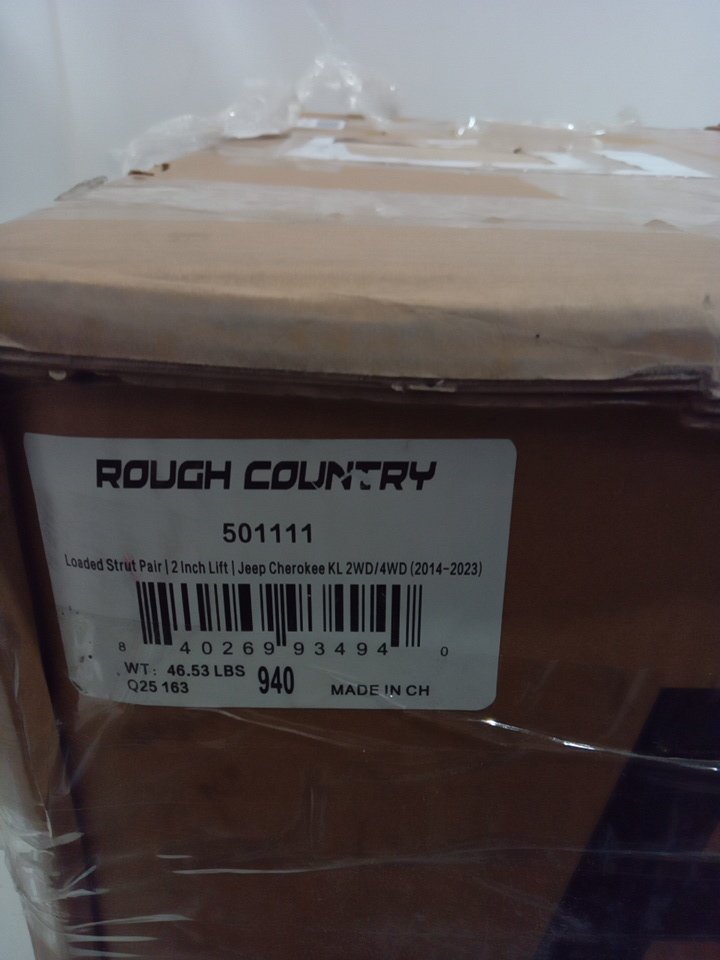 ROUGH COUNTRY
501111
Loaded Strut Pair | 2 Inch Lift | Jeep Cherokee KL 2WD/4WD (2014-2023)
8 40269 93494 0
WT: 46.53 LBS 940
Q25 163 MADE IN CH